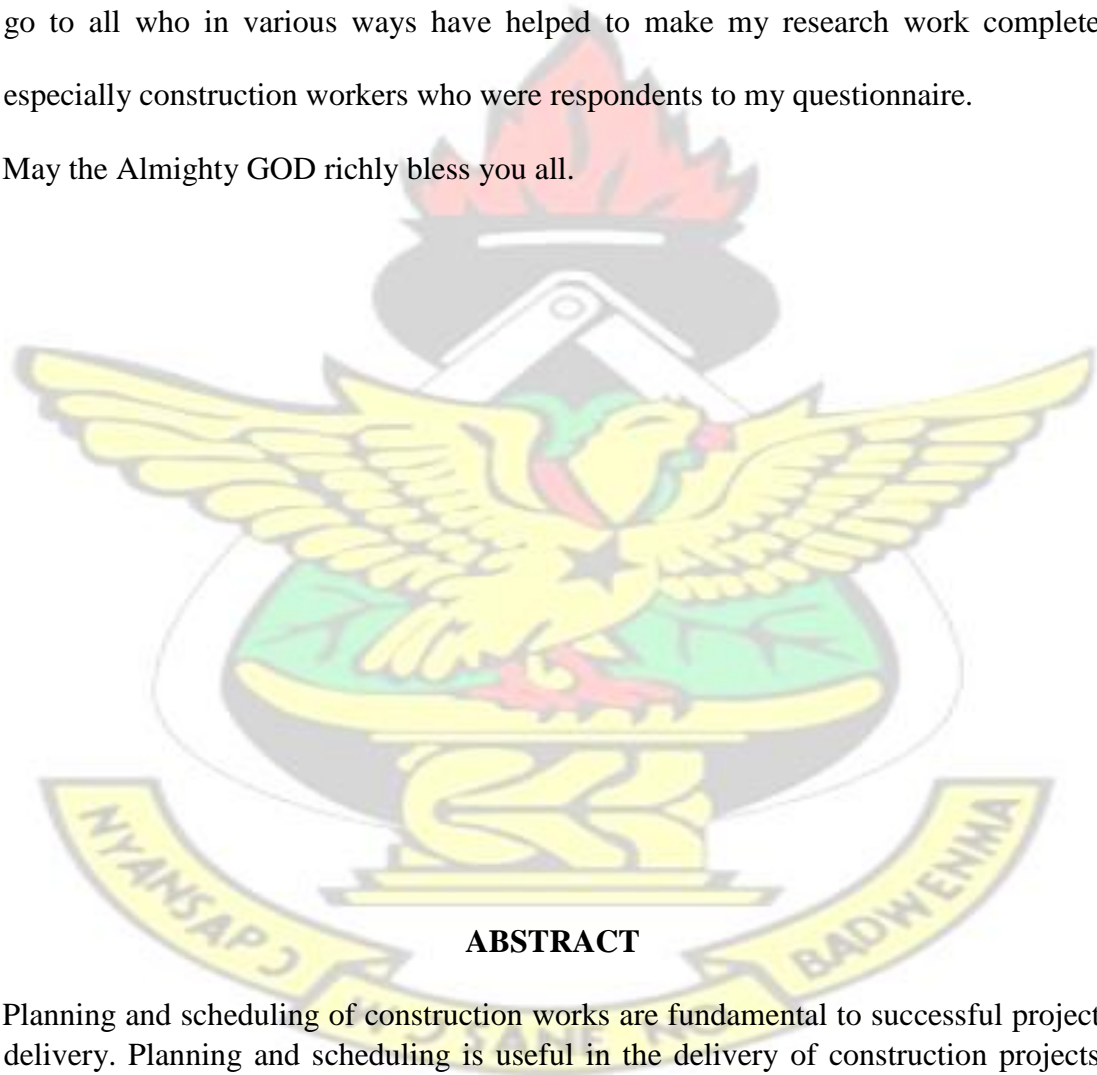 go to all who in various ways have helped to make my research work complete
especially construction workers who were respondents to my questionnaire.
May the Almighty GOD richly bless you all.
NYANSAPƆ
BADWENMA
ABSTRACT
Planning and scheduling of construction works are fundamental to successful project
delivery. Planning and scheduling is useful in the delivery of construction projects